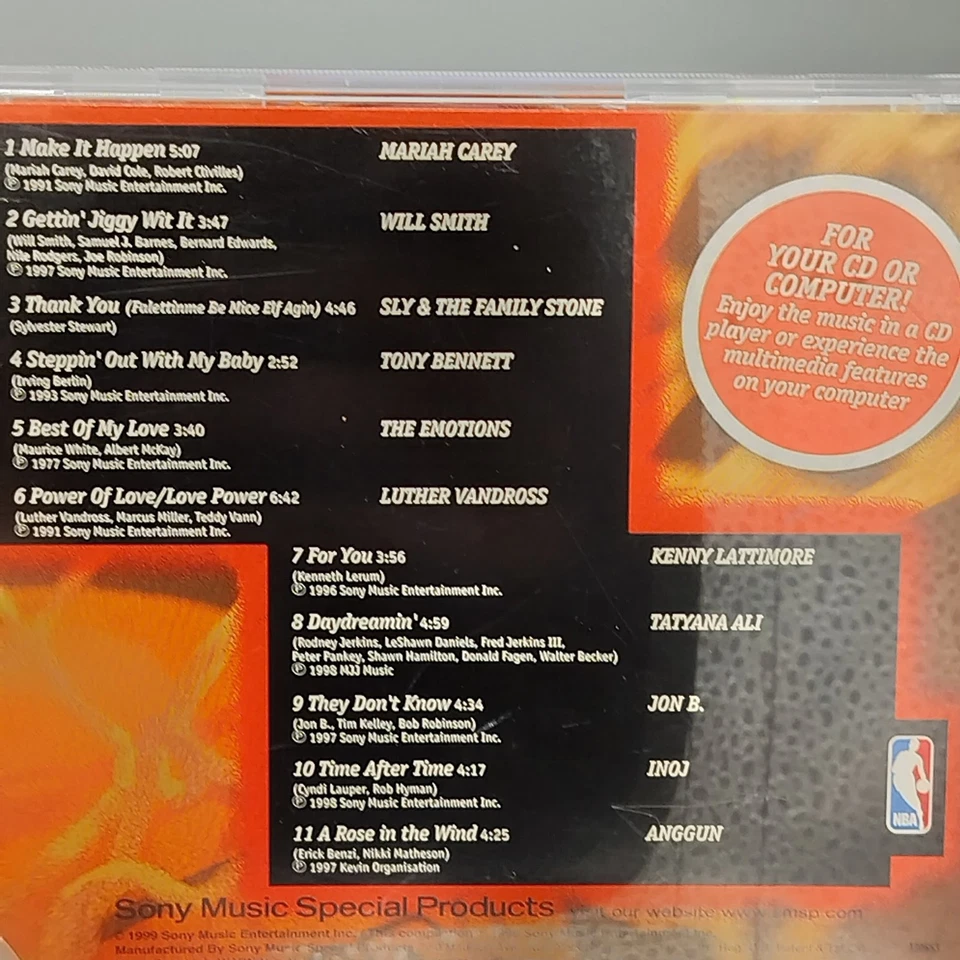 1 Make It Happen 5:07 MARIAH CAREY
(Mariah Carey, David Cole, Robert Clivilles)
℗ 1991 Sony Music Entertainment Inc.
2 Gettin' Jiggy Wit It 3:47 WILL SMITH
(Will Smith, Samuel J. Barnes, Bernard Edwards,
Nile Rodgers, Joe Robinson)
℗ 1997 Sony Music Entertainment Inc.
3 Thank You (Falettinme Be Nice Elf Agin) 4:46 SLY & THE FAMILY STONE
(Sylvester Stewart)
4 Steppin' Out With My Baby 2:52 TONY BENNETT
(Irving Berlin)
℗ 1993 Sony Music Entertainment Inc.
5 Best Of My Love 3:40 THE EMOTIONS
(Maurice White, Albert McKay)
℗ 1977 Sony Music Entertainment Inc.
6 Power Of Love/Love Power 6:42 LUTHER VANDROSS
(Luther Vandross, Marcus Miller, Teddy Vann)
℗ 1991 Sony Music Entertainment Inc.
7 For You 3:56 KENNY LATTIMORE
(Kenneth Lerum)
℗ 1996 Sony Music Entertainment Inc.
8 Daydreamin' 4:59 TATYANA ALI
(Rodney Jerkins, LeShawn Daniels, Fred Jerkins III,
Peter Pankey, Shawn Hamilton, Donald Fagen, Walter Becker)
℗ 1998 MJJ Music
9 They Don't Know 4:34 JON B.
(Jon B., Tim Kelley, Bob Robinson)
℗ 1997 Sony Music Entertainment Inc.
10 Time After Time 4:17 INOJ
(Cyndi Lauper, Rob Hyman)
℗ 1998 Sony Music Entertainment Inc.
11 A Rose in the Wind 4:25 ANGGUN
(Erick Benzi, Nikki Matheson)
℗ 1997 Kevin Organisation
FOR
YOUR CD OR
COMPUTER!
Enjoy the music in a CD
player or experience the
multimedia features
on your computer
NBA
Sony Music Special Products visit our website
© 1999 Sony Music Entertainment Inc. This compilation Sony Music Entertainment Inc.
Manufactured By Sony Music Special Products